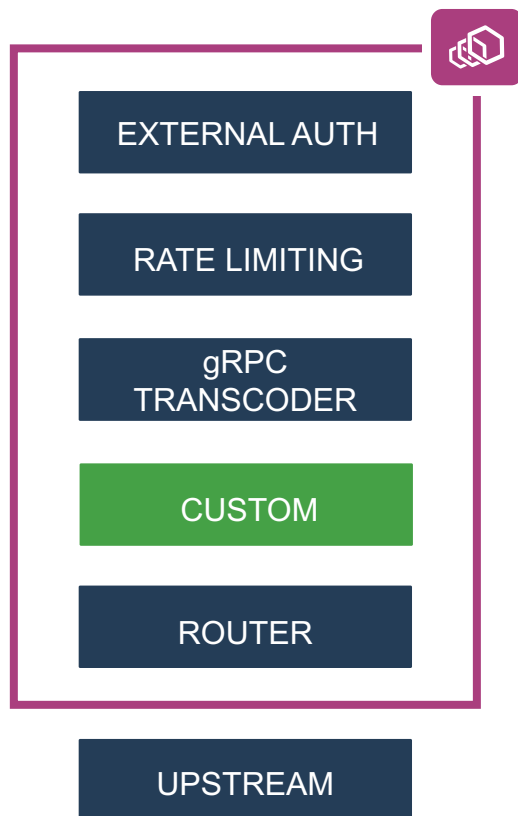 EXTERNAL AUTH
RATE LIMITING
gRPC
TRANSCODER
CUSTOM
ROUTER
UPSTREAM